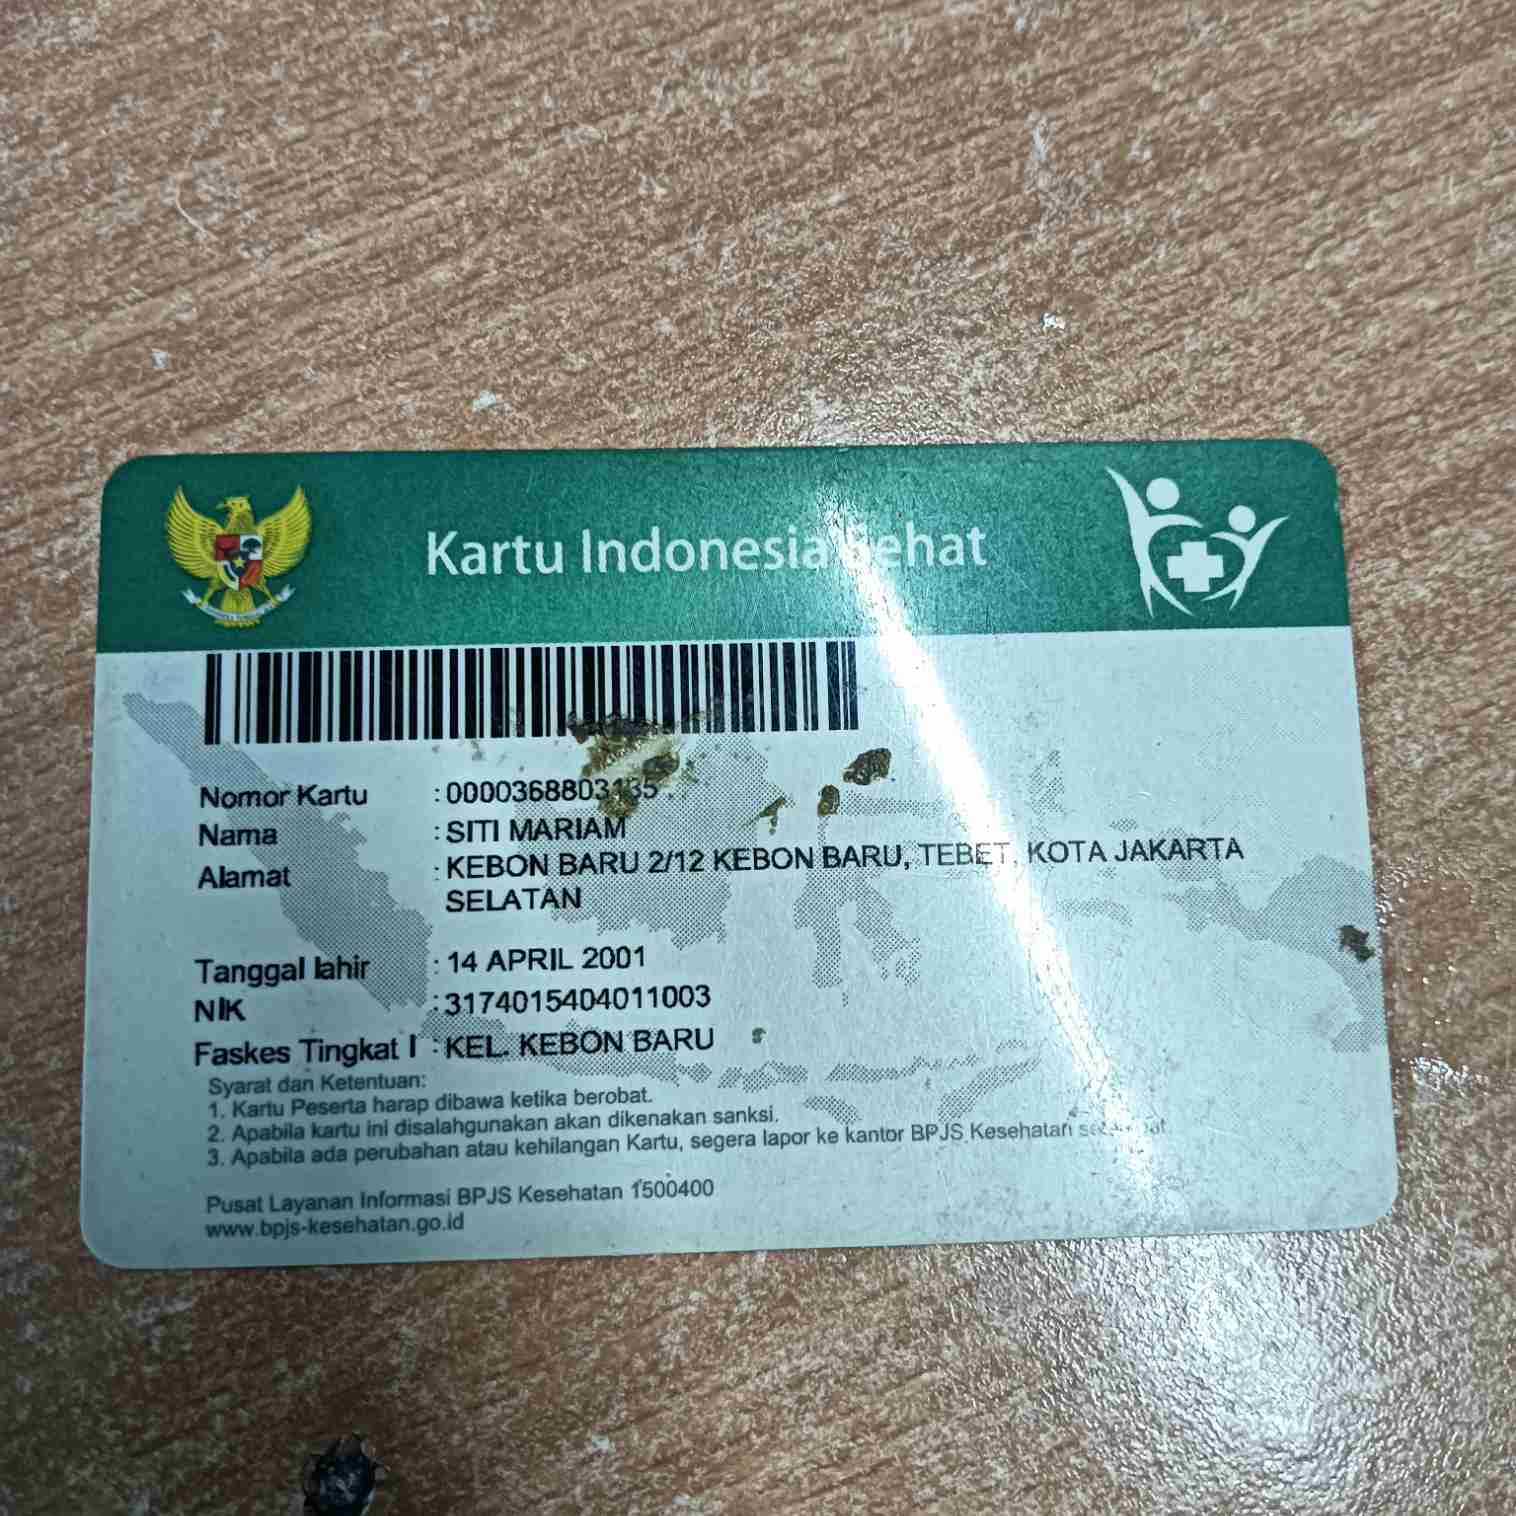 Kartu Indonesia Sehat
Nomor Kartu : 0000368803135
Nama : SITI MARIAM
Alamat : KEBON BARU 2/12 KEBON BARU, TEBET, KOTA JAKARTA
SELATAN
Tanggal lahir : 14 APRIL 2001
NIK : 3174015404011003
Faskes Tingkat I : KEL. KEBON BARU
Syarat dan Ketentuan:
1. Kartu Peserta harap dibawa ketika berobat.
2. Apabila kartu ini disalahgunakan akan dikenakan sanksi.
3. Apabila ada perubahan atau kehilangan Kartu, segera lapor ke kantor BPJS Kesehatan
Pusat Layanan Informasi BPJS Kesehatan 1500400
www.bpjs-kesehatan.go.id